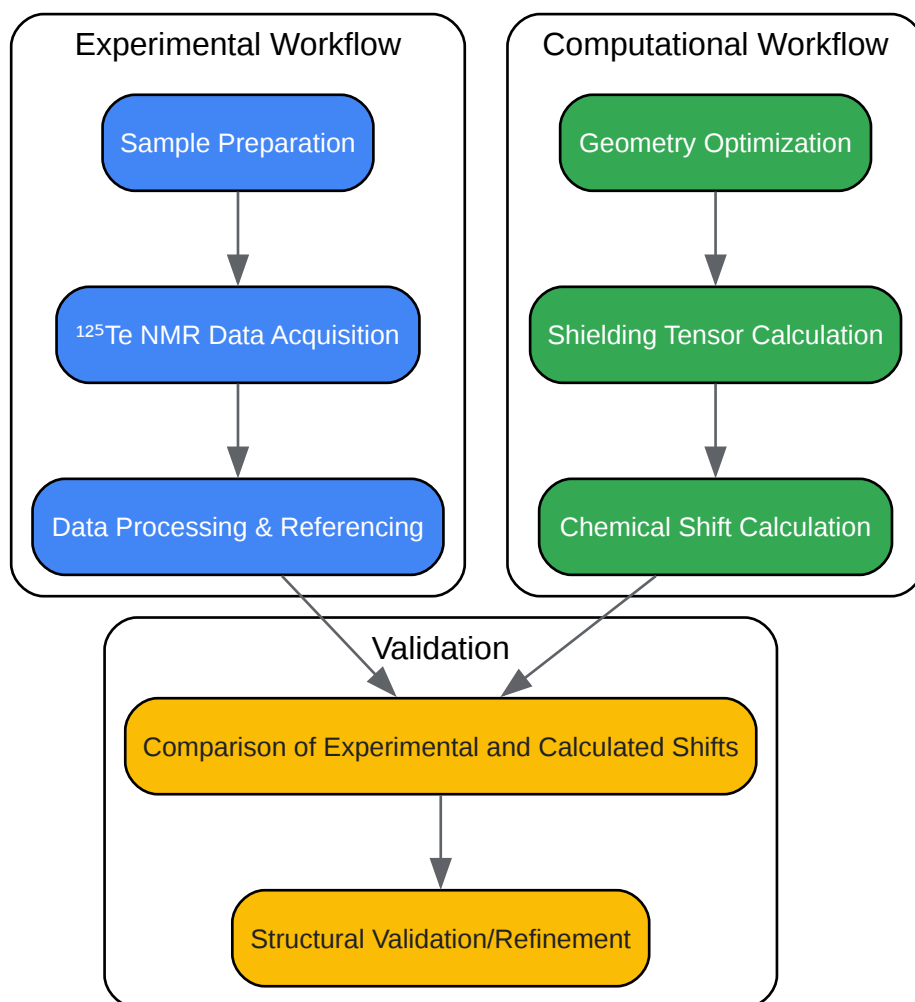 Experimental Workflow
Sample Preparation
¹²⁵Te NMR Data Acquisition
Data Processing & Referencing
Computational Workflow
Geometry Optimization
Shielding Tensor Calculation
Chemical Shift Calculation
Validation
Comparison of Experimental and Calculated Shifts
Structural Validation/Refinement